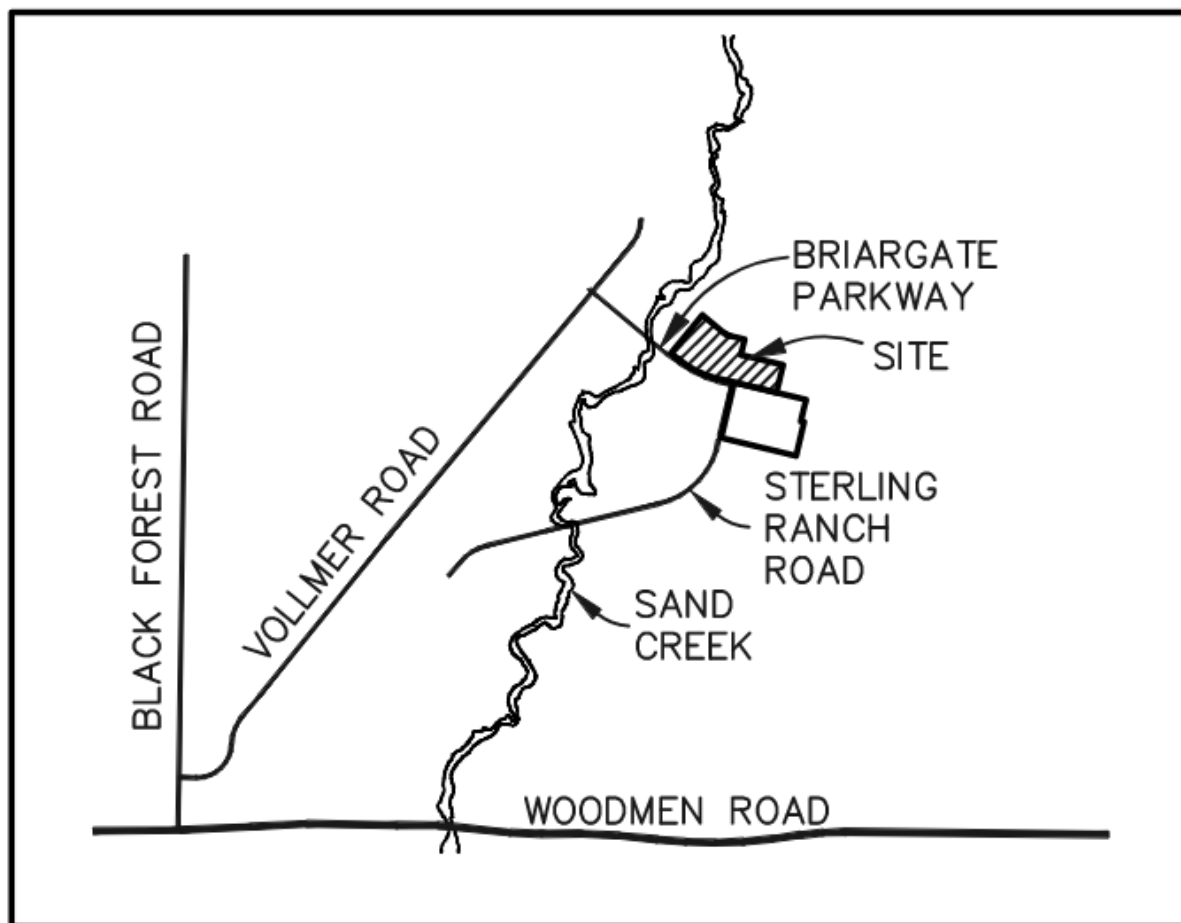 BRIARGATE
PARKWAY
SITE
BLACK FOREST ROAD
VOLLMER ROAD
STERLING
RANCH
ROAD
SAND
CREEK
WOODMEN ROAD